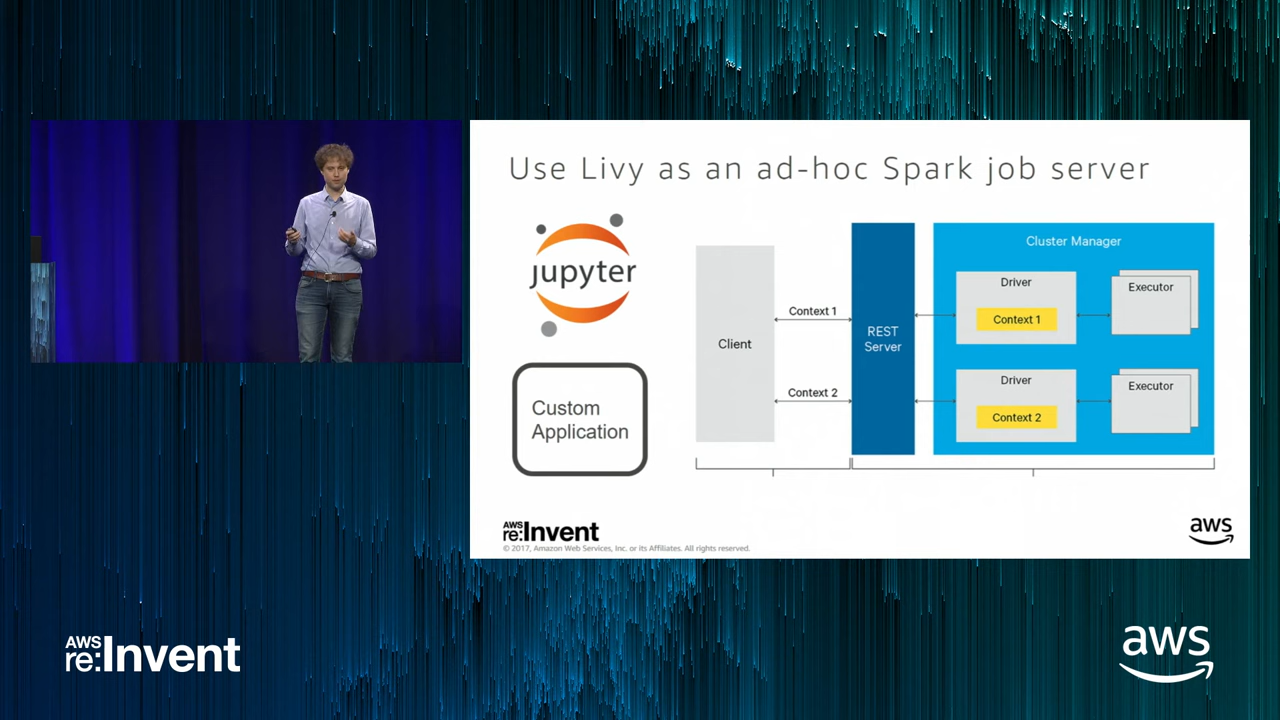 Use Livy as an ad-hoc Spark job server
jupyter
Custom
Application
Client
Context 1
Context 2
REST
Server
Cluster Manager
Driver
Context 1
Executor
Driver
Context 2
Executor
AWS
re:Invent
© 2017, Amazon Web Services, Inc. or its Affiliates. All rights reserved.
aws
AWS
re:Invent
aws